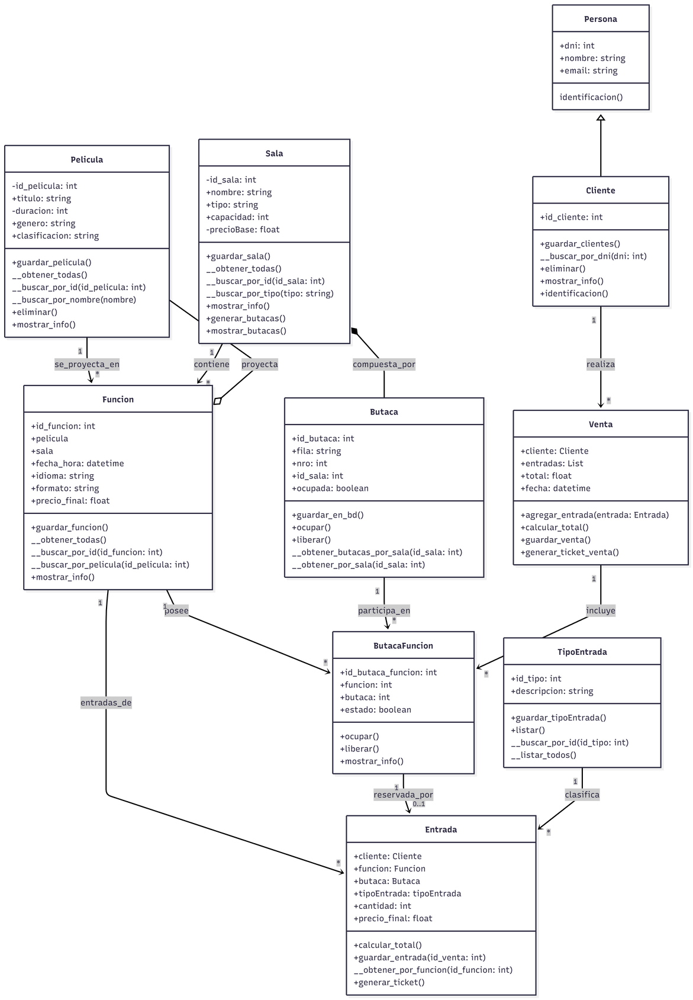 Persona
+dni: int
+nombre: string
+email: string
identificacion()
Pelicula
-id_pelicula: int
+titulo: string
-duracion: int
+genero: string
+clasificacion: string
+guardar_pelicula()
__obtener_todas()
__buscar_por_id(id_pelicula: int)
__buscar_por_nombre(nombre)
+eliminar()
+mostrar_info()
Sala
-id_sala: int
+nombre: string
+tipo: string
+capacidad: int
-precioBase: float
+guardar_sala()
__obtener_todas()
__buscar_por_id(id_sala: int)
__buscar_por_tipo(tipo: string)
+mostrar_info()
+generar_butacas()
+mostrar_butacas()
Cliente
+id_cliente: int
+guardar_clientes()
__buscar_por_dni(dni: int)
+eliminar()
+mostrar_info()
+identificacion()
1
se_proyecta_en
*
1
contiene
*
proyecta
compuesta_por
1
realiza
*
Funcion
+id_funcion: int
+pelicula
+sala
+fecha_hora: datetime
+idioma: string
+formato: string
+precio_final: float
+guardar_funcion()
__obtener_todas()
__buscar_por_id(id_funcion: int)
__buscar_por_pelicula(id_pelicula: int)
+mostrar_info()
Butaca
+id_butaca: int
+fila: string
+nro: int
+id_sala: int
+ocupada: boolean
+guardar_en_bd()
+ocupar()
+liberar()
__obtener_butacas_por_sala(id_sala: int)
__obtener_por_sala(id_sala: int)
Venta
+cliente: Cliente
+entradas: List
+total: float
+fecha: datetime
+agregar_entrada(entrada: Entrada)
+calcular_total()
+guardar_venta()
+generar_ticket_venta()
1
entradas_de
*
1
posee
*
1
participa_en
*
1
incluye
*
ButacaFuncion
+id_butaca_funcion: int
+funcion: int
+butaca: int
+estado: boolean
+ocupar()
+liberar()
+mostrar_info()
TipoEntrada
+id_tipo: int
+descripcion: string
+guardar_tipoEntrada()
+listar()
__buscar_por_id(id_tipo: int)
__listar_todos()
1
reservada_por
0..1
1
clasifica
*
Entrada
+cliente: Cliente
+funcion: Funcion
+butaca: Butaca
+tipoEntrada: tipoEntrada
+cantidad: int
+precio_final: float
+calcular_total()
+guardar_entrada(id_venta: int)
__obtener_por_funcion(id_funcion: int)
+generar_ticket()